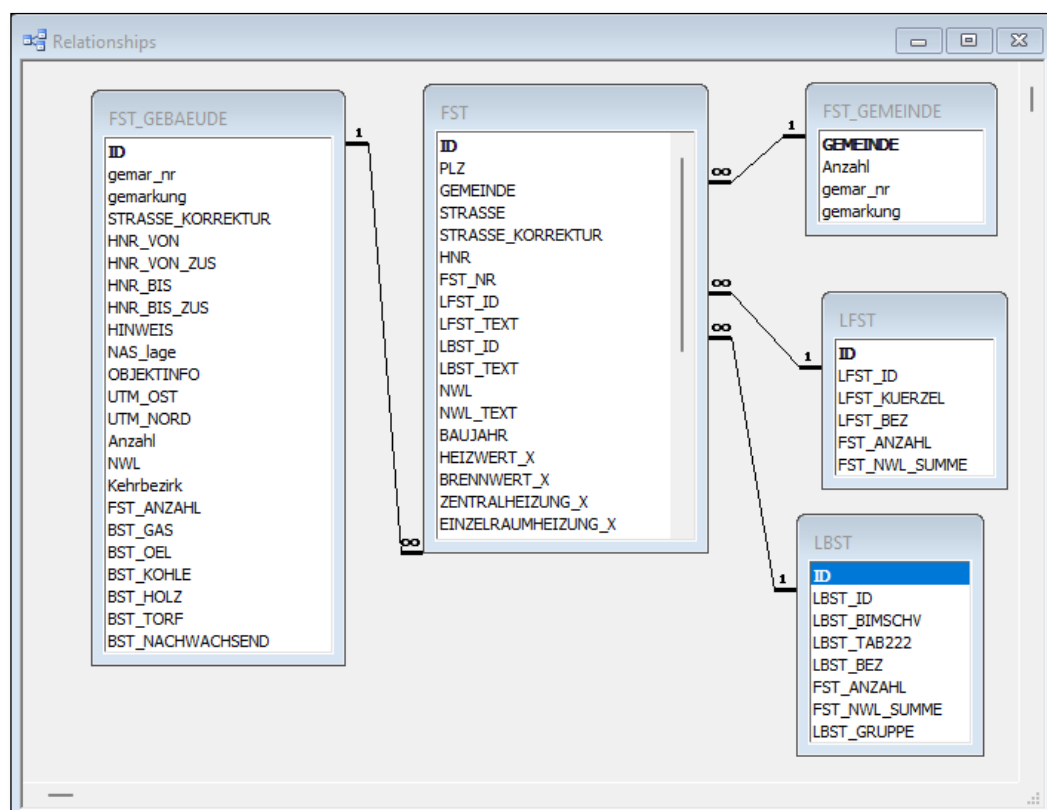 Relationships
FST_GEBAEUDE
ID
gemar_nr
gemarkung
STRASSE_KORREKTUR
HNR_VON
HNR_VON_ZUS
HNR_BIS
HNR_BIS_ZUS
HINWEIS
NAS_lage
OBJEKTINFO
UTM_OST
UTM_NORD
Anzahl
NWL
Kehrbezirk
FST_ANZAHL
BST_GAS
BST_OEL
BST_KOHLE
BST_HOLZ
BST_TORF
BST_NACHWACHSEND
1
∞
FST
ID
PLZ
GEMEINDE
STRASSE
STRASSE_KORREKTUR
HNR
FST_NR
LFST_ID
LFST_TEXT
LBST_ID
LBST_TEXT
NWL
NWL_TEXT
BAUJAHR
HEIZWERT_X
BRENNWERT_X
ZENTRALHEIZUNG_X
EINZELRAUMHEIZUNG_X
∞
1
∞
1
∞
1
FST_GEMEINDE
GEMEINDE
Anzahl
gemar_nr
gemarkung
LFST
ID
LFST_ID
LFST_KUERZEL
LFST_BEZ
FST_ANZAHL
FST_NWL_SUMME
LBST
ID
LBST_ID
LBST_BIMSCHV
LBST_TAB222
LBST_BEZ
FST_ANZAHL
FST_NWL_SUMME
LBST_GRUPPE